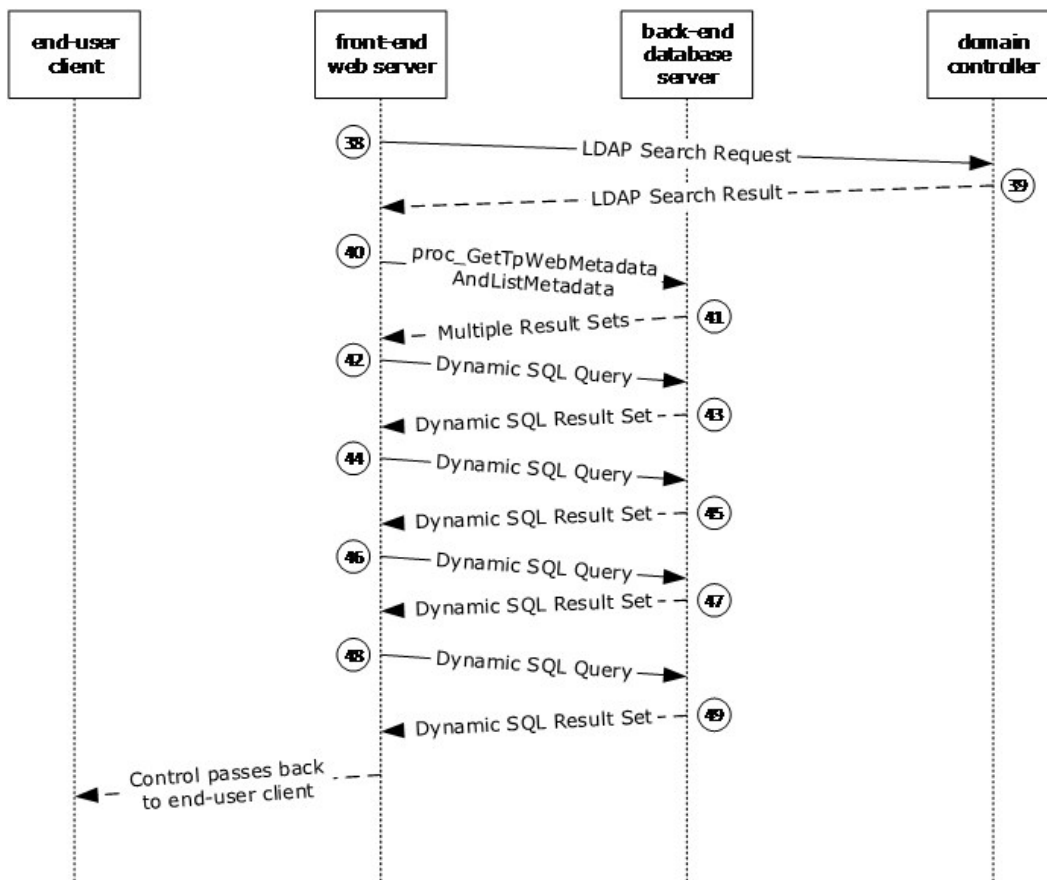 end-user
client
front-end
web server
back-end
database
server
domain
controller
38
LDAP Search Request
39
LDAP Search Result
40
proc_GetTpWebMetadata
AndListMetadata
41
Multiple Result Sets
42
Dynamic SQL Query
43
Dynamic SQL Result Set
44
Dynamic SQL Query
45
Dynamic SQL Result Set
46
Dynamic SQL Query
47
Dynamic SQL Result Set
48
Dynamic SQL Query
49
Dynamic SQL Result Set
Control passes back
to end-user client